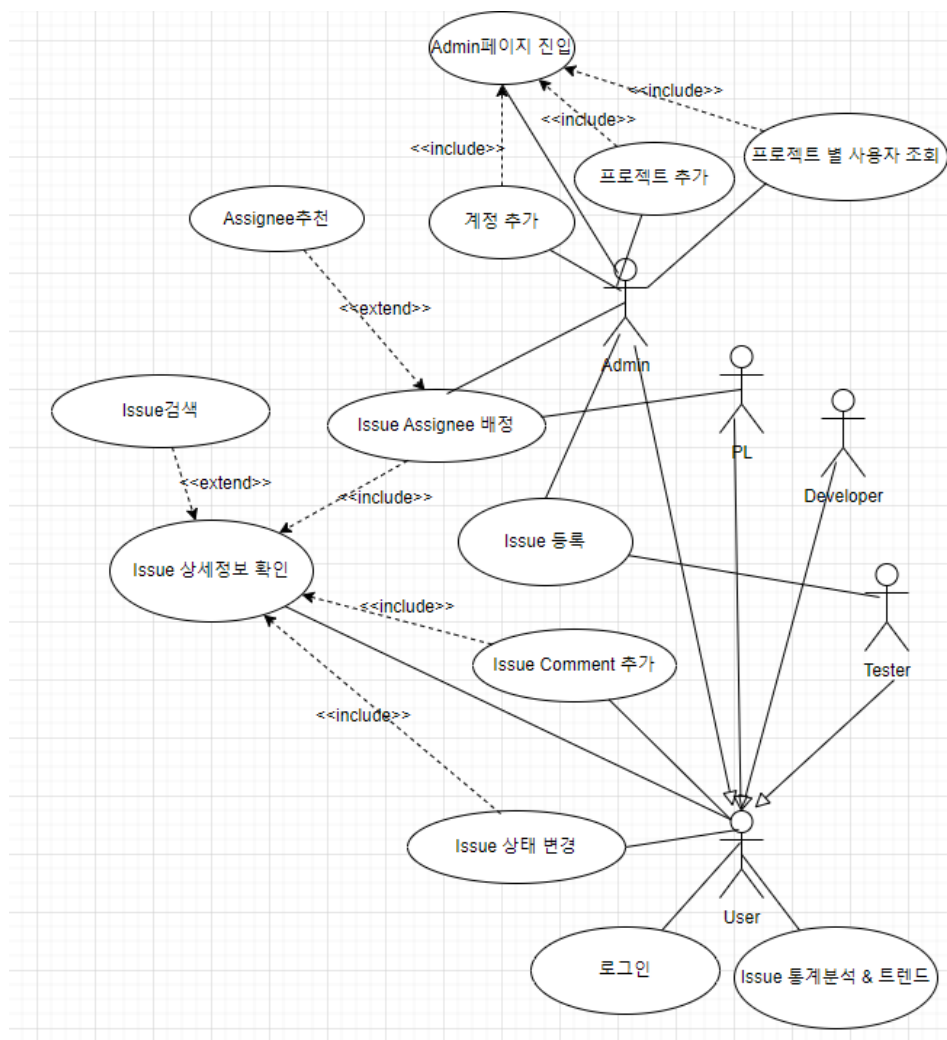 Admin페이지 진입
<<include>>
<<include>>
<<include>>
프로젝트 별 사용자 조회
프로젝트 추가
Assignee추천
계정 추가
<<extend>>
Admin
Issue검색
Issue Assignee 배정
PL
<<extend>>
<<include>>
Developer
Issue 등록
Issue 상세정보 확인
<<include>>
Issue Comment 추가
Tester
<<include>>
Issue 상태 변경
User
로그인
Issue 통계분석 & 트렌드